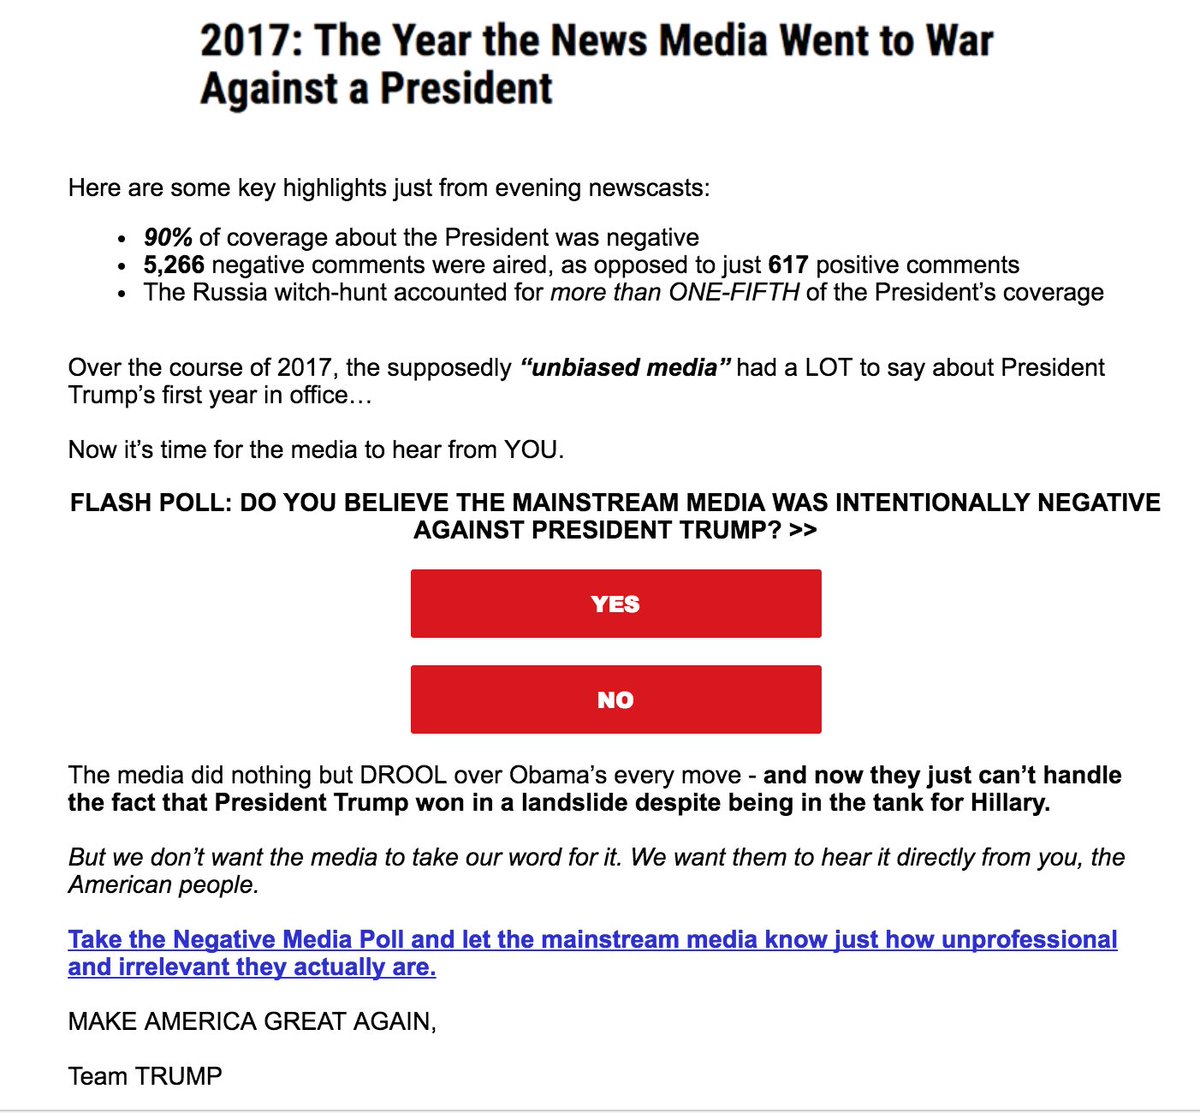 2017: The Year the News Media Went to War
Against a President
Here are some key highlights just from evening newscasts:
• 90% of coverage about the President was negative
• 5,266 negative comments were aired, as opposed to just 617 positive comments
• The Russia witch-hunt accounted for more than ONE-FIFTH of the President’s coverage
Over the course of 2017, the supposedly “unbiased media” had a LOT to say about President
Trump’s first year in office…
Now it’s time for the media to hear from YOU.
FLASH POLL: DO YOU BELIEVE THE MAINSTREAM MEDIA WAS INTENTIONALLY NEGATIVE
AGAINST PRESIDENT TRUMP? >>
YES
NO
The media did nothing but DROOL over Obama’s every move - and now they just can’t handle
the fact that President Trump won in a landslide despite being in the tank for Hillary.
But we don’t want the media to take our word for it. We want them to hear it directly from you, the
American people.
Take the Negative Media Poll and let the mainstream media know just how unprofessional
and irrelevant they actually are.
MAKE AMERICA GREAT AGAIN,
Team TRUMP